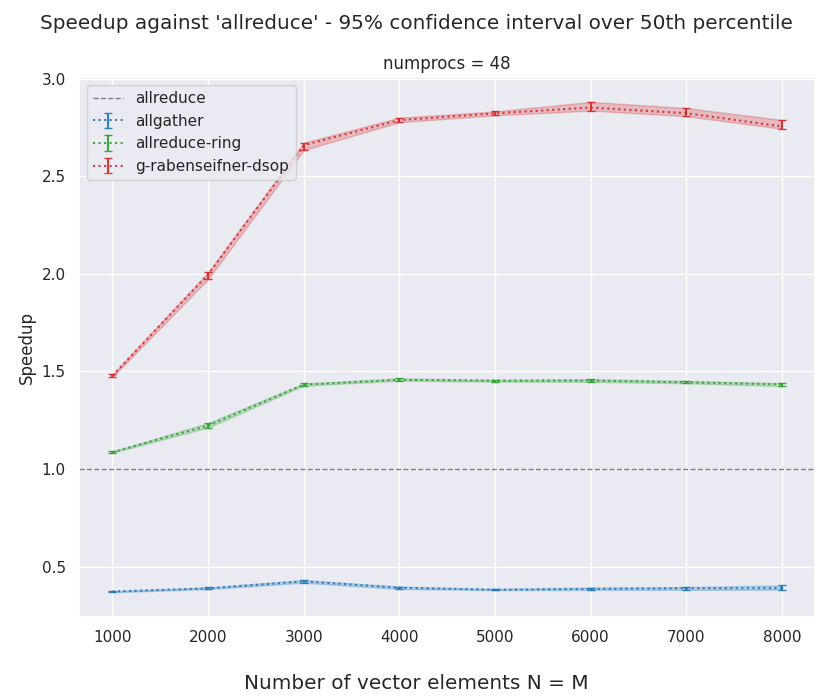 Speedup against 'allreduce' - 95% confidence interval over 50th percentile
numprocs = 48
allreduce
allgather
allreduce-ring
g-rabenseifner-dsop
3.0
2.5
2.0
1.5
1.0
0.5
Speedup
1000 2000 3000 4000 5000 6000 7000 8000
Number of vector elements N = M